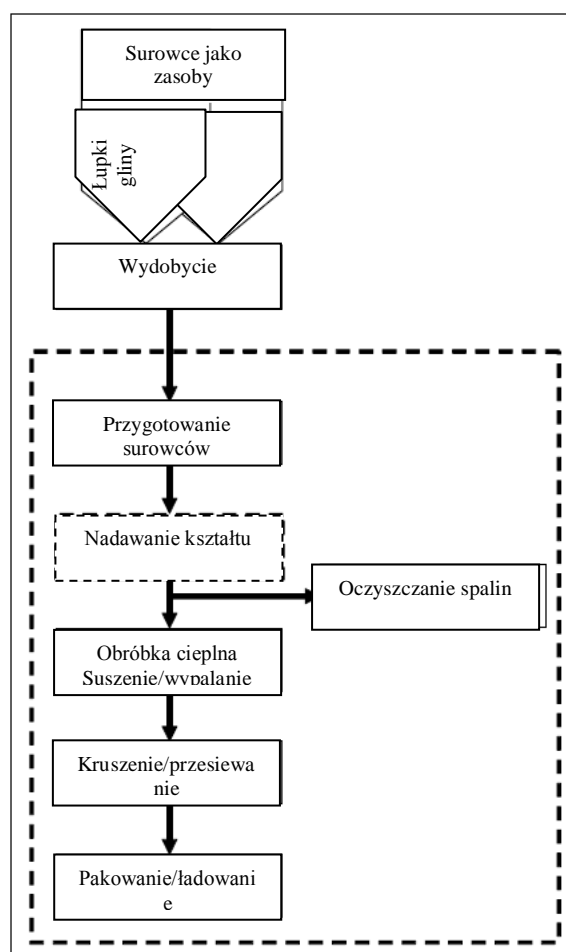 Surowce jako
zasoby
Łupki
gliny
Wydobycie
Przygotowanie
surowców
Nadawanie kształtu
Oczyszczanie spalin
Obróbka cieplna
Suszenie/wypalanie
Kruszenie/przesiewa
nie
Pakowanie/ładowani
e